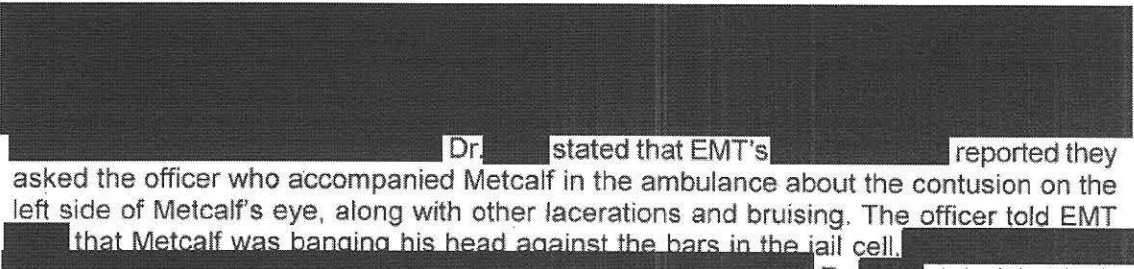 Dr. stated that EMT's reported they
asked the officer who accompanied Metcalf in the ambulance about the contusion on the
left side of Metcalf's eye, along with other lacerations and bruising. The officer told EMT
that Metcalf was banging his head against the bars in the jail cell.